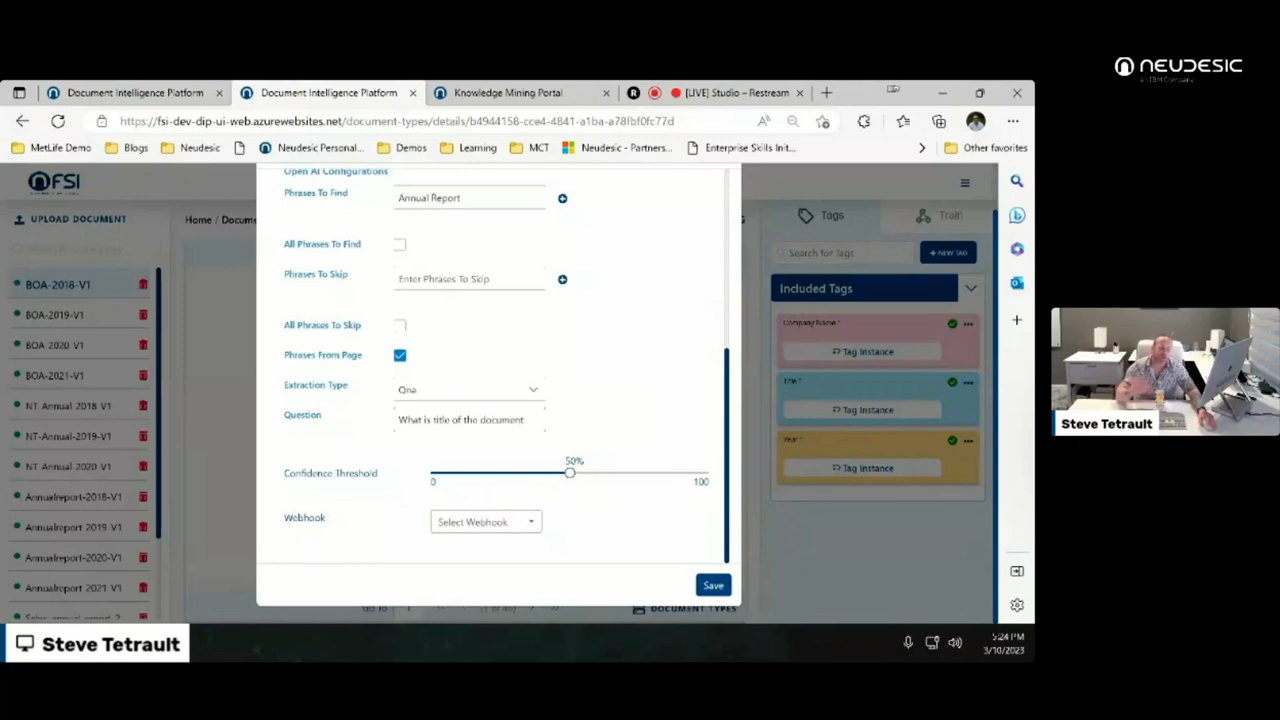 NEUDESIC
an IBM Company
Document Intelligence Platform
Document Intelligence Platform
Knowledge Mining Portal
[LIVE] Studio – Restream
https://fsi-dev-dip-ui-web.azurewebsites.net/document-types/details/b4944158-cce4-4841-a1ba-a78fbf0fc77d
MetLife Demo
Blogs
Neudesic
Neudesic Personal...
Demos
Learning
MCT
Neudesic - Partners...
Enterprise Skills Init...
Other favorites
FSI
UPLOAD DOCUMENT
BOA-2018-V1
BOA-2019-V1
BOA 2020-V1
BOA-2021-V1
NT-Annual 2018 V1
NT-Annual-2019-V1
NT Annual 2020-V1
Annualreport-2018-V1
Annualreport 2019-V1
Annualreport-2020-V1
Annualreport 2021 V1
Home / Docume
Open AI Configurations
Phrases To Find
Annual Report
All Phrases To Find
Phrases To Skip
Enter Phrases To Skip
All Phrases To Skip
Phrases From Page
Extraction Type
Qna
Question
What is title of the document
Confidence Threshold
50%
0
100
Webhook
Select Webhook
Save
DOCUMENT TYPES
Tags
Train
Search for Tags
+ NEW TAG
Included Tags
Company Name *
Tag Instance
Title *
Tag Instance
Year *
Tag Instance
Steve Tetrault
Steve Tetrault
5:24 PM
3/10/2023